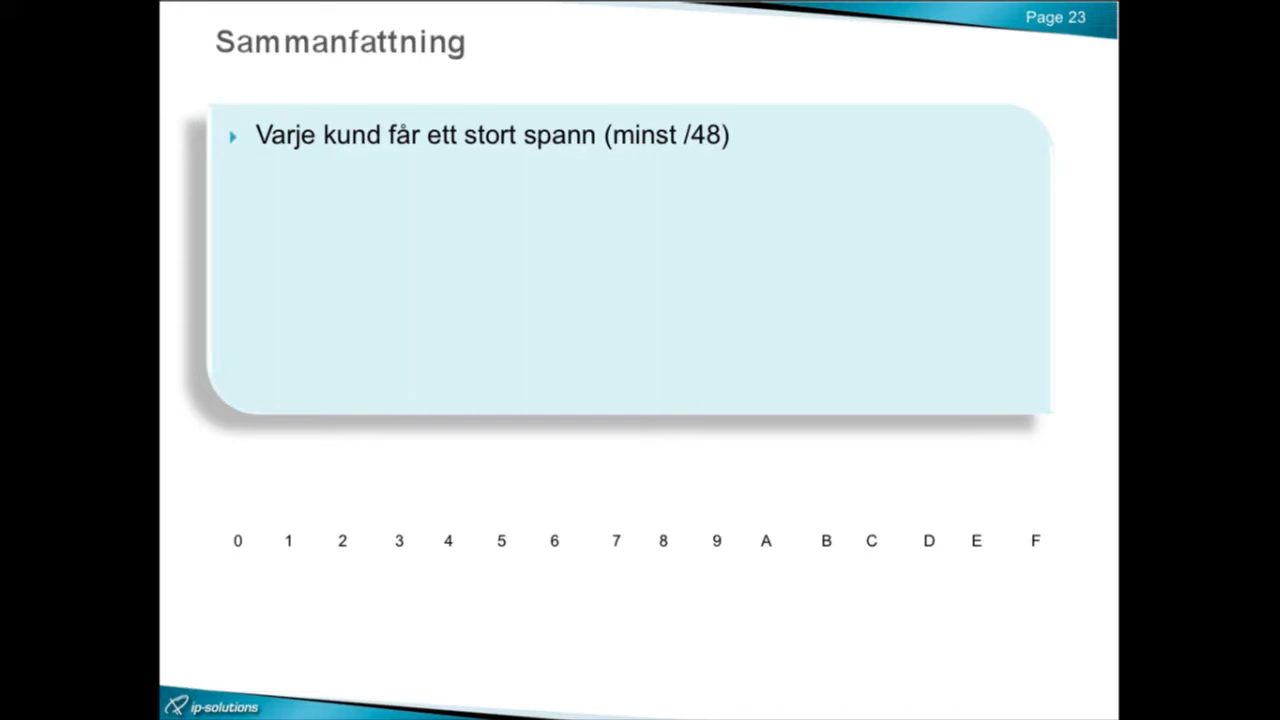 Page 23
Sammanfattning
Varje kund får ett stort spann (minst /48)
0 1 2 3 4 5 6 7 8 9 A B C D E F
ip-solutions